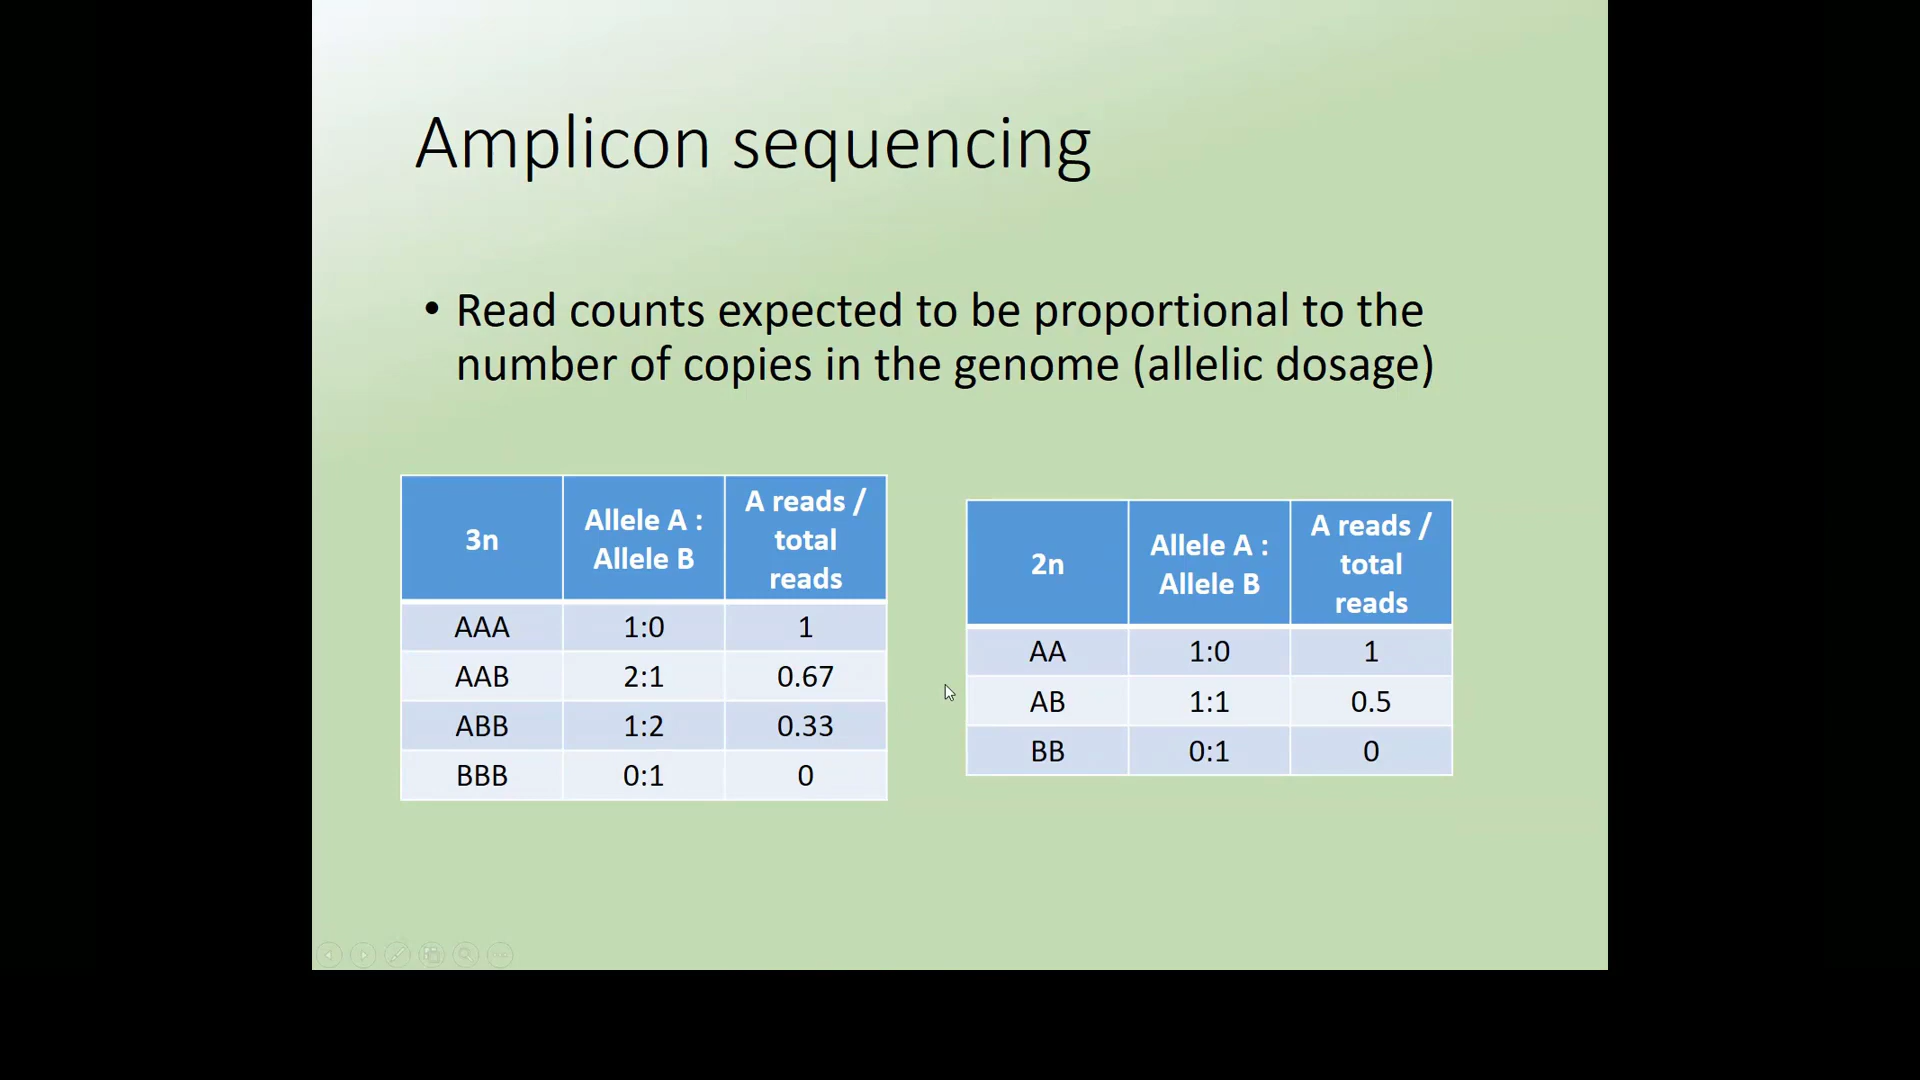 Amplicon sequencing
• Read counts expected to be proportional to the
number of copies in the genome (allelic dosage)
3n
Allele A :
Allele B
A reads /
total
reads
AAA 1:0 1
AAB 2:1 0.67
ABB 1:2 0.33
BBB 0:1 0
2n
Allele A :
Allele B
A reads /
total
reads
AA 1:0 1
AB 1:1 0.5
BB 0:1 0